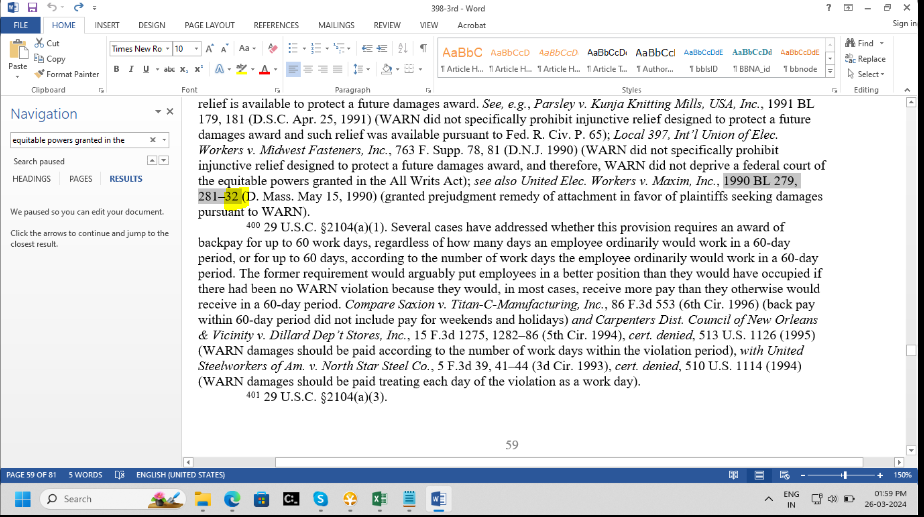 398-3rd - Word
Sign in
FILE HOME INSERT DESIGN PAGE LAYOUT REFERENCES MAILINGS REVIEW VIEW Acrobat
Paste
Cut
Copy
Format Painter
Clipboard
Times New Ro 10
Font
Paragraph
AaBbC AaBbCcD AaBbCcD AaBbCcDc AaBbCcl AaBbCcDdE AaBbCcDd AaBbCcDdE
¶ Article H... ¶ Article H... ¶ Article H... ¶ Article T... ¶ Author... ¶ bbsID ¶ BBNA_id ¶ bbnode
Styles
Find
Replace
Select
Editing
Navigation
equitable powers granted in the
Search paused
HEADINGS PAGES RESULTS
We paused so you can edit your document.
Click the arrows to continue and jump to the
closest result.
relief is available to protect a future damages award. See, e.g., Parsley v. Kunja Knitting Mills, USA, Inc., 1991 BL
179, 181 (D.S.C. Apr. 25, 1991) (WARN did not specifically prohibit injunctive relief designed to protect a future
damages award and such relief was available pursuant to Fed. R. Civ. P. 65); Local 397, Int'l Union of Elec.
Workers v. Midwest Fasteners, Inc., 763 F. Supp. 78, 81 (D.N.J. 1990) (WARN did not specifically prohibit
injunctive relief designed to protect a future damages award, and therefore, WARN did not deprive a federal court of
the equitable powers granted in the All Writs Act); see also United Elec. Workers v. Maxim, Inc., 1990 BL 279,
281–32 (D. Mass. May 15, 1990) (granted prejudgment remedy of attachment in favor of plaintiffs seeking damages
pursuant to WARN).
400 29 U.S.C. §2104(a)(1). Several cases have addressed whether this provision requires an award of
backpay for up to 60 work days, regardless of how many days an employee ordinarily would work in a 60-day
period, or for up to 60 days, according to the number of work days the employee ordinarily would work in a 60-day
period. The former requirement would arguably put employees in a better position than they would have occupied if
there had been no WARN violation because they would, in most cases, receive more pay than they otherwise would
receive in a 60-day period. Compare Saxion v. Titan-C-Manufacturing, Inc., 86 F.3d 553 (6th Cir. 1996) (back pay
within 60-day period did not include pay for weekends and holidays) and Carpenters Dist. Council of New Orleans
& Vicinity v. Dillard Dep't Stores, Inc., 15 F.3d 1275, 1282–86 (5th Cir. 1994), cert. denied, 513 U.S. 1126 (1995)
(WARN damages should be paid according to the number of work days within the violation period), with United
Steelworkers of Am. v. North Star Steel Co., 5 F.3d 39, 41–44 (3d Cir. 1993), cert. denied, 510 U.S. 1114 (1994)
(WARN damages should be paid treating each day of the violation as a work day).
401 29 U.S.C. §2104(a)(3).
59
PAGE 59 OF 81 5 WORDS ENGLISH (UNITED STATES) 150%
Search
ENG
IN
01:59 PM
26-03-2024